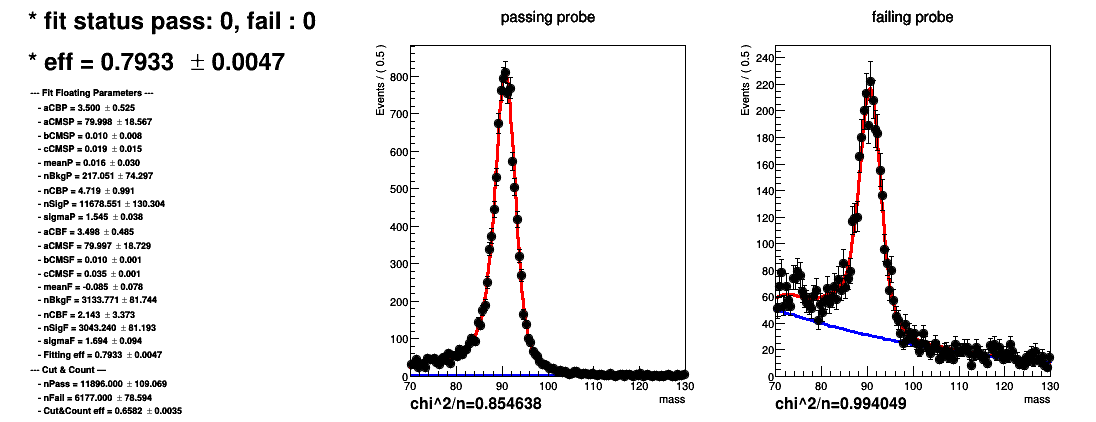 * fit status pass: 0, fail : 0
* eff = 0.7933 ± 0.0047
--- Fit Floating Parameters ---
- aCBP = 3.500 ± 0.525
- aCMSP = 79.998 ± 18.567
- bCMSP = 0.010 ± 0.008
- cCMSP = 0.019 ± 0.015
- meanP = 0.016 ± 0.030
- nBkgP = 217.051 ± 74.297
- nCBP = 4.719 ± 0.991
- nSigP = 11678.551 ± 130.304
- sigmaP = 1.545 ± 0.038
- aCBF = 3.498 ± 0.485
- aCMSF = 79.997 ± 18.729
- bCMSF = 0.010 ± 0.001
- cCMSF = 0.035 ± 0.001
- meanF = -0.085 ± 0.078
- nBkgF = 3133.771 ± 81.744
- nCBF = 2.143 ± 3.373
- nSigF = 3043.240 ± 81.193
- sigmaF = 1.694 ± 0.094
- Fitting eff = 0.7933 ± 0.0047
--- Cut & Count ---
- nPass = 11896.000 ± 109.069
- nFail = 6177.000 ± 78.594
- Cut&Count eff = 0.6582 ± 0.0035
passing probe
Events / ( 0.5 )
800
700
600
500
400
300
200
100
0
70 80 90 100 110 120 130
mass
chi^2/n=0.854638
failing probe
Events / ( 0.5 )
240
220
200
180
160
140
120
100
80
60
40
20
0
70 80 90 100 110 120 130
mass
chi^2/n=0.994049